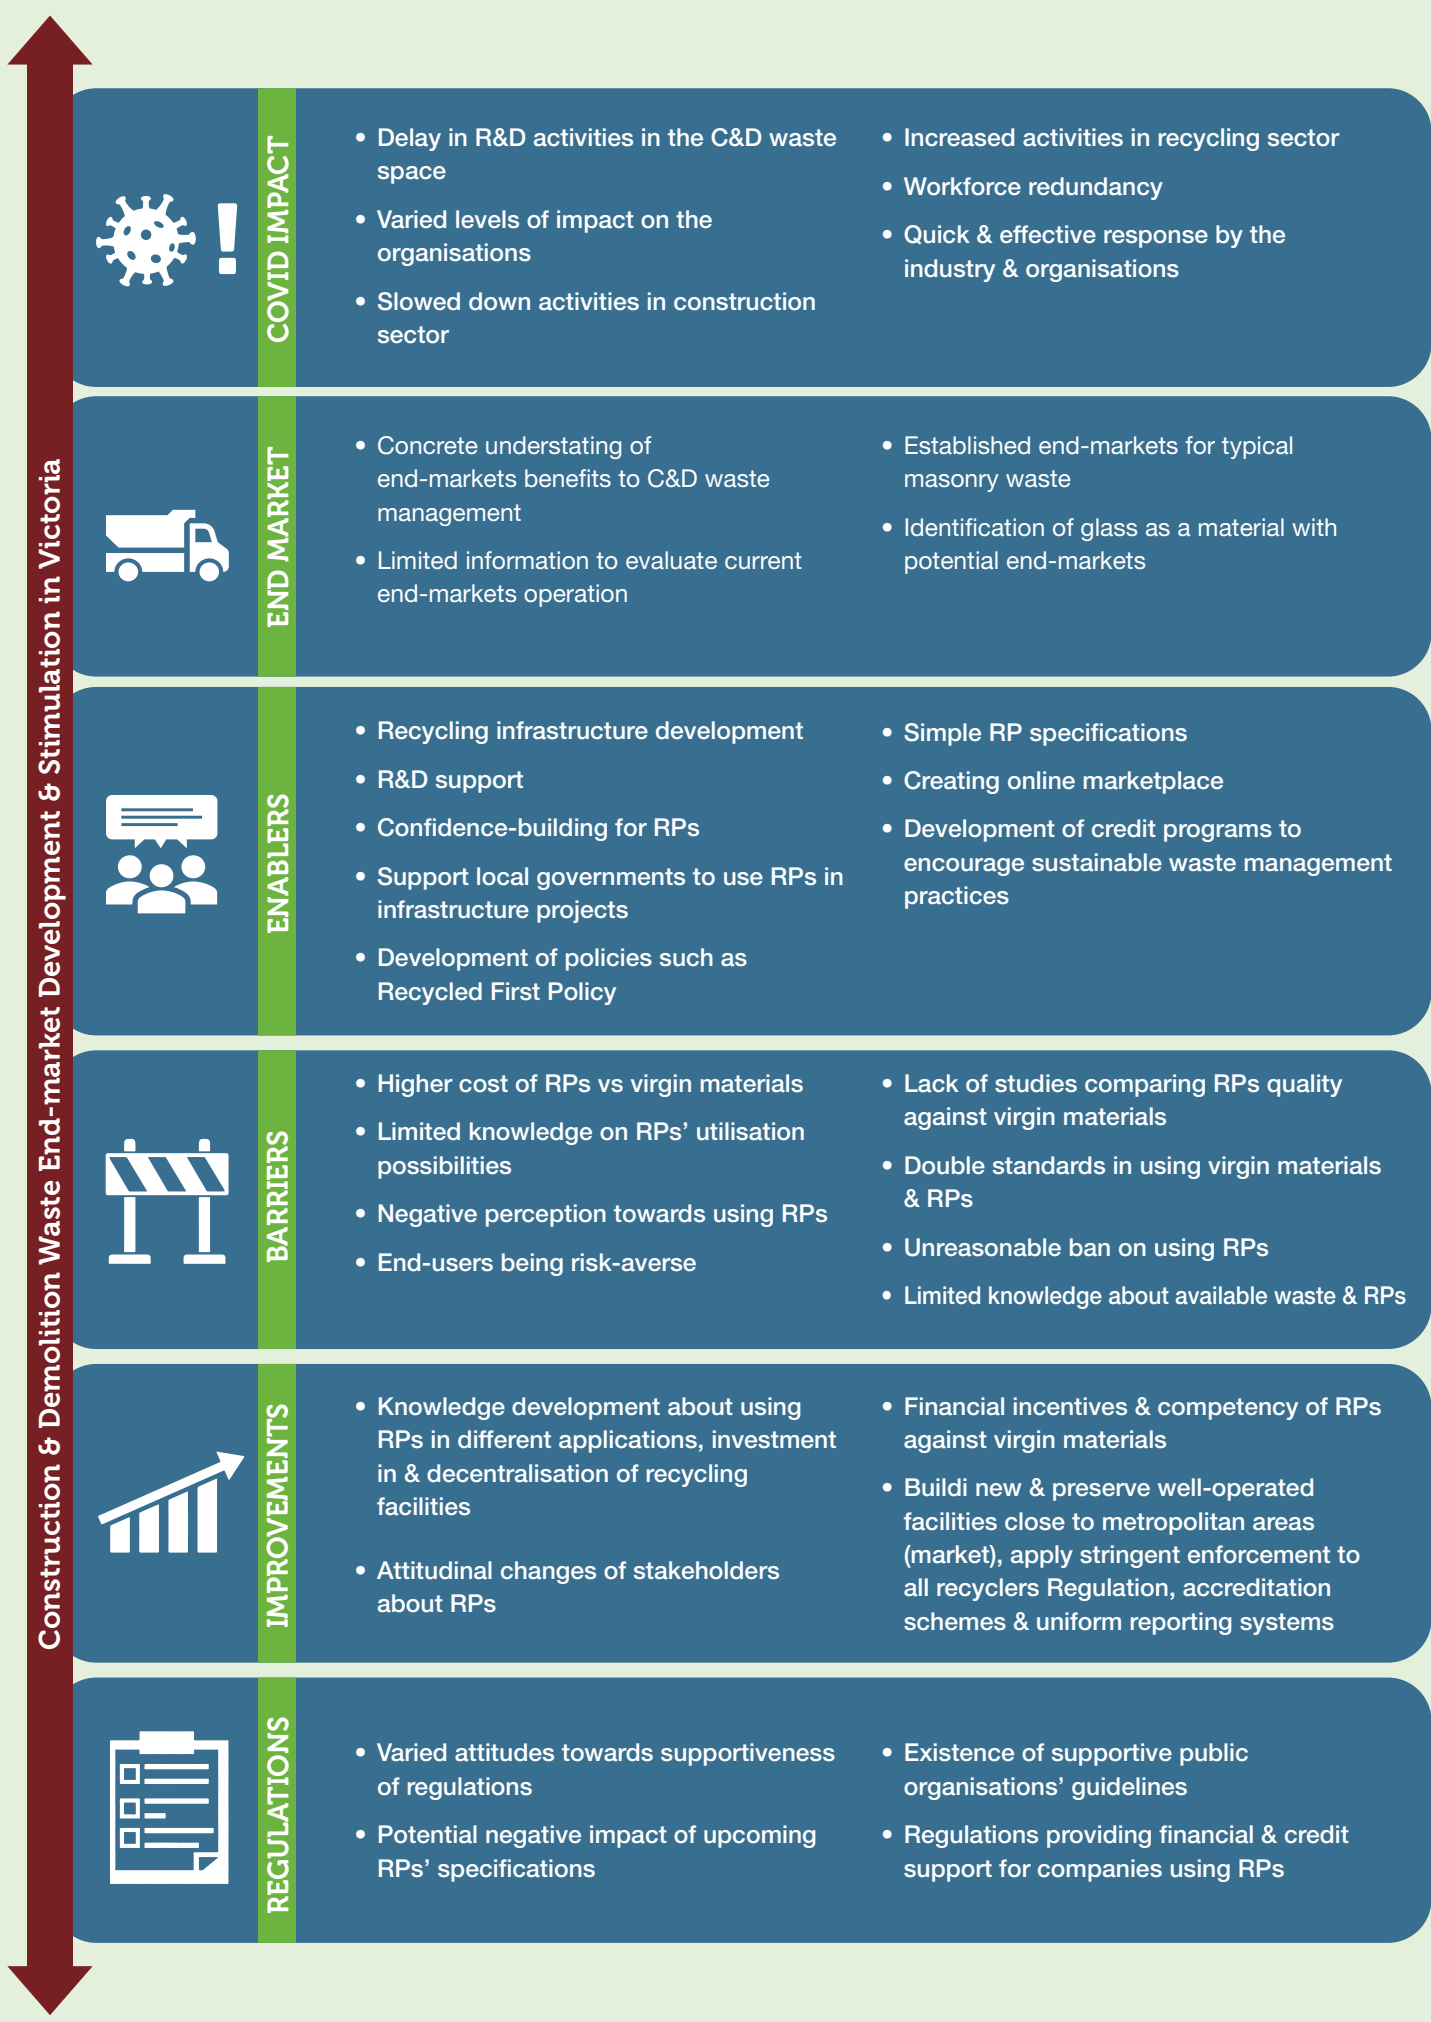 Construction & Demolition Waste End-market Development & Stimulation in Victoria
COVID IMPACT
• Delay in R&D activities in the C&D waste
space
• Varied levels of impact on the
organisations
• Slowed down activities in construction
sector
• Increased activities in recycling sector
• Workforce redundancy
• Quick & effective response by the
industry & organisations
END MARKET
• Concrete understating of
end-markets benefits to C&D waste
management
• Limited information to evaluate current
end-markets operation
• Established end-markets for typical
masonry waste
• Identification of glass as a material with
potential end-markets
ENABLERS
• Recycling infrastructure development
• R&D support
• Confidence-building for RPs
• Support local governments to use RPs in
infrastructure projects
• Development of policies such as
Recycled First Policy
• Simple RP specifications
• Creating online marketplace
• Development of credit programs to
encourage sustainable waste management
practices
BARRIERS
• Higher cost of RPs vs virgin materials
• Limited knowledge on RPs’ utilisation
possibilities
• Negative perception towards using RPs
• End-users being risk-averse
• Lack of studies comparing RPs quality
against virgin materials
• Double standards in using virgin materials
& RPs
• Unreasonable ban on using RPs
• Limited knowledge about available waste & RPs
IMPROVEMENTS
• Knowledge development about using
RPs in different applications, investment
in & decentralisation of recycling
facilities
• Attitudinal changes of stakeholders
about RPs
• Financial incentives & competency of RPs
against virgin materials
• Buildi new & preserve well-operated
facilities close to metropolitan areas
(market), apply stringent enforcement to
all recyclers Regulation, accreditation
schemes & uniform reporting systems
REGULATIONS
• Varied attitudes towards supportiveness
of regulations
• Potential negative impact of upcoming
RPs’ specifications
• Existence of supportive public
organisations’ guidelines
• Regulations providing financial & credit
support for companies using RPs